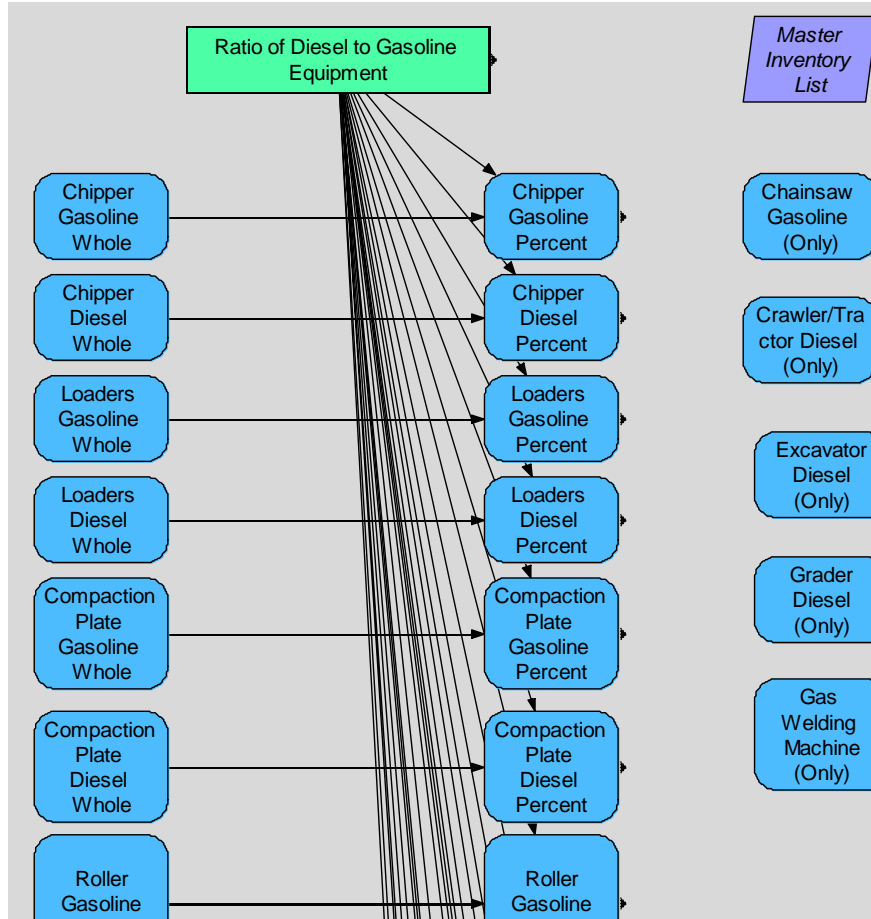 Ratio of Diesel to Gasoline
Equipment
Master
Inventory
List
Chipper
Gasoline
Whole
Chipper
Gasoline
Percent
Chainsaw
Gasoline
(Only)
Chipper
Diesel
Whole
Chipper
Diesel
Percent
Crawler/Tra
ctor Diesel
(Only)
Loaders
Gasoline
Whole
Loaders
Gasoline
Percent
Excavator
Diesel
(Only)
Loaders
Diesel
Whole
Loaders
Diesel
Percent
Grader
Diesel
(Only)
Compaction
Plate
Gasoline
Whole
Compaction
Plate
Gasoline
Percent
Gas
Welding
Machine
(Only)
Compaction
Plate
Diesel
Whole
Compaction
Plate
Diesel
Percent
Roller
Gasoline
Roller
Gasoline